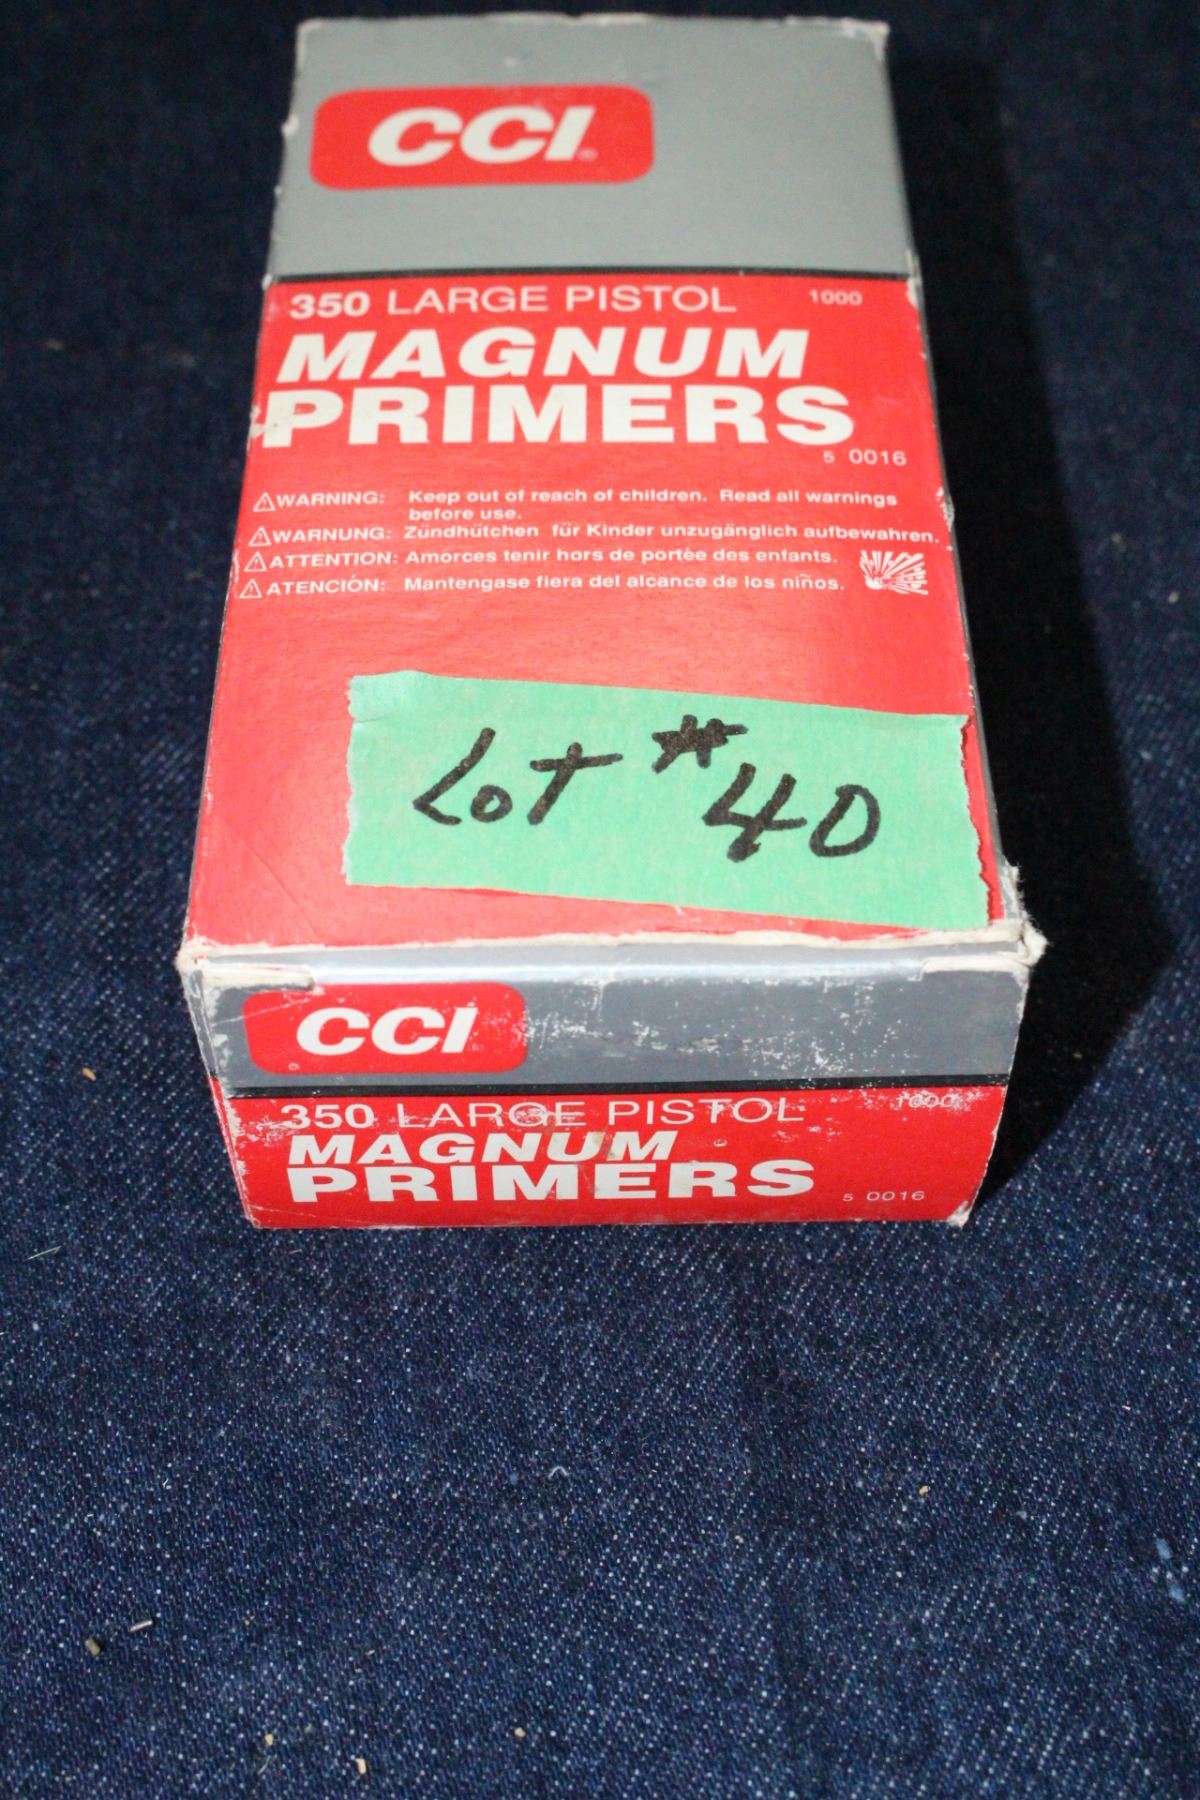 CCI®
350 LARGE PISTOL 1000
MAGNUM
PRIMERS
5 0016
⚠WARNING: Keep out of reach of children. Read all warnings
before use.
⚠WARNUNG: Zündhütchen für Kinder unzugänglich aufbewahren.
⚠ATTENTION: Amorces tenir hors de portée des enfants.
⚠ATENCIÓN: Mantengase fiera del alcance de los niños.
Lot # 40
CCI®
350 LARGE PISTOL 1000
MAGNUM
PRIMERS
5 0016